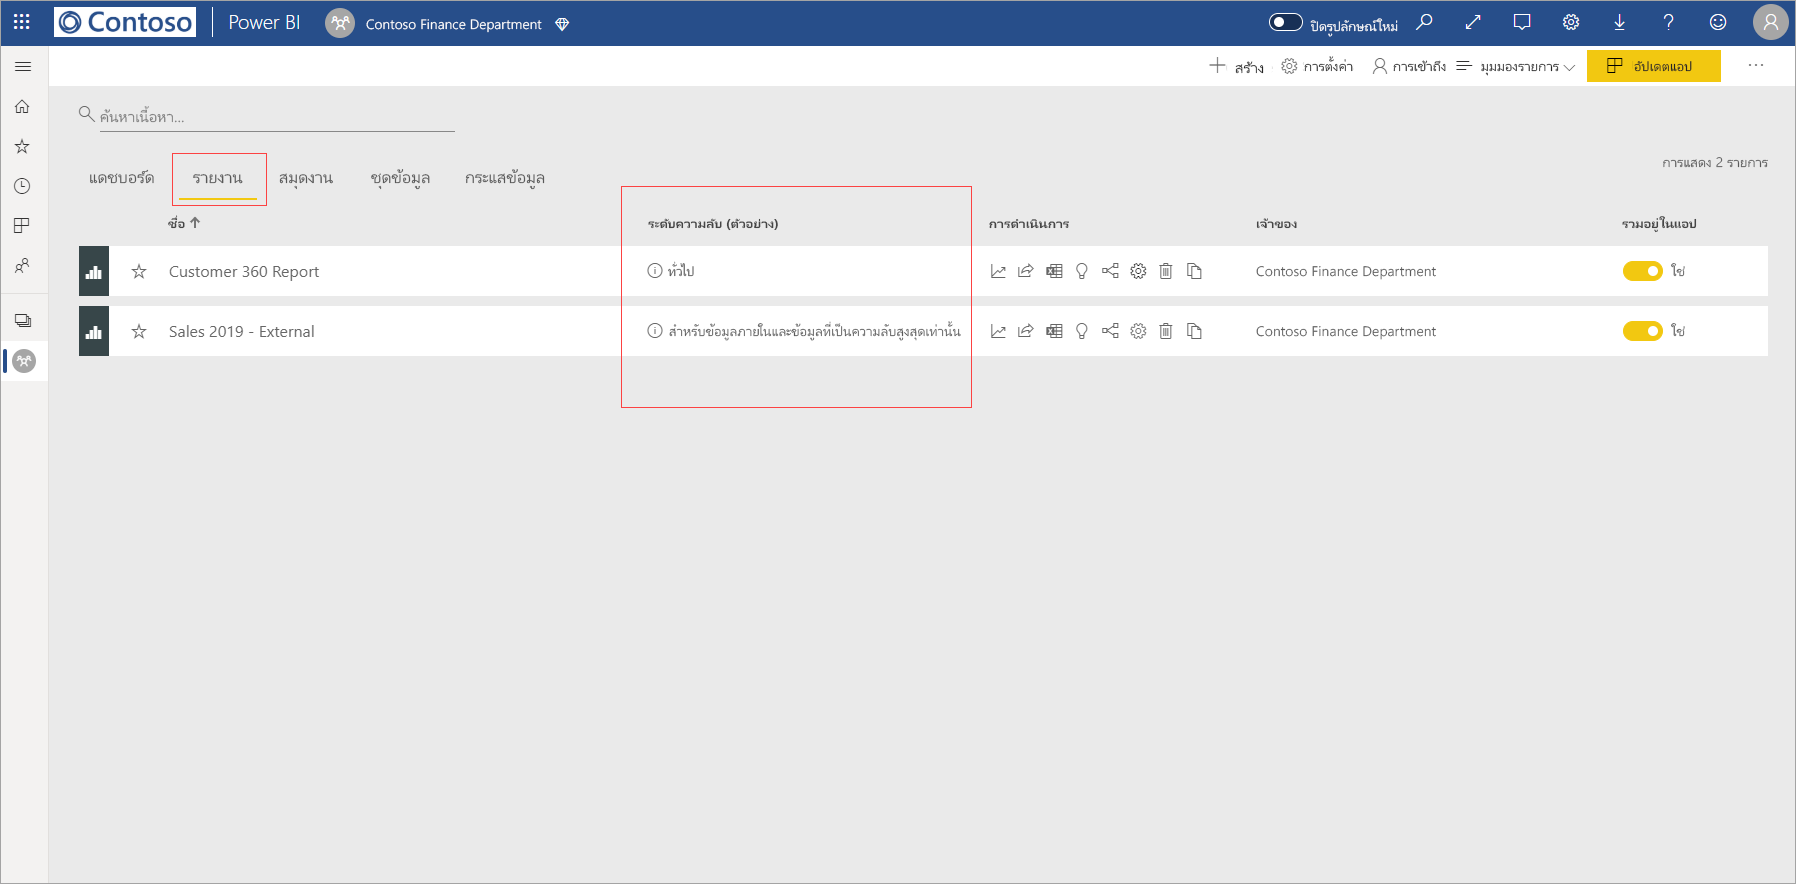 Contoso Power BI Contoso Finance Department ปิดรูปลักษณ์ใหม่
สร้าง การตั้งค่า การเข้าถึง มุมมองรายการ อัปเดตแอป
ค้นหาเนื้อหา...
การแสดง 2 รายการ
แดชบอร์ด รายงาน สมุดงาน ชุดข้อมูล กระแสข้อมูล
ชื่อ ระดับความลับ (ตัวอย่าง) การดำเนินการ เจ้าของ รวมอยู่ในแอป
Customer 360 Report ทั่วไป Contoso Finance Department ใช่
Sales 2019 - External สำหรับข้อมูลภายในและข้อมูลที่เป็นความลับสูงสุดเท่านั้น Contoso Finance Department ใช่